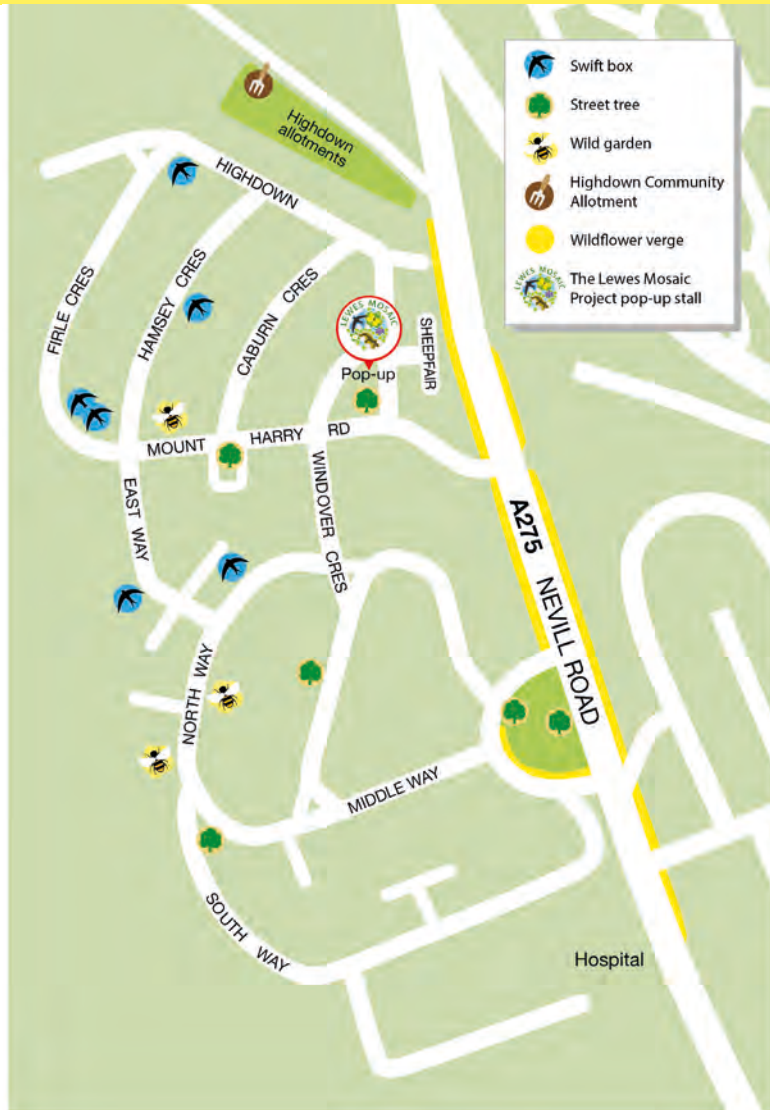 Swift box
Street tree
Wild garden
Highdown Community
Allotment
Wildflower verge
The Lewes Mosaic
Project pop-up stall
Highdown
allotments
HIGHDOWN
FIRLE CRES
HAMSEY CRES
CABURN CRES
LEWES MOSAIC
Pop-up
SHEEPFAIR
MOUNT HARRY RD
EAST WAY
WINDOVER CRES
A275 NEVILL ROAD
NORTH WAY
MIDDLE WAY
SOUTH WAY
Hospital